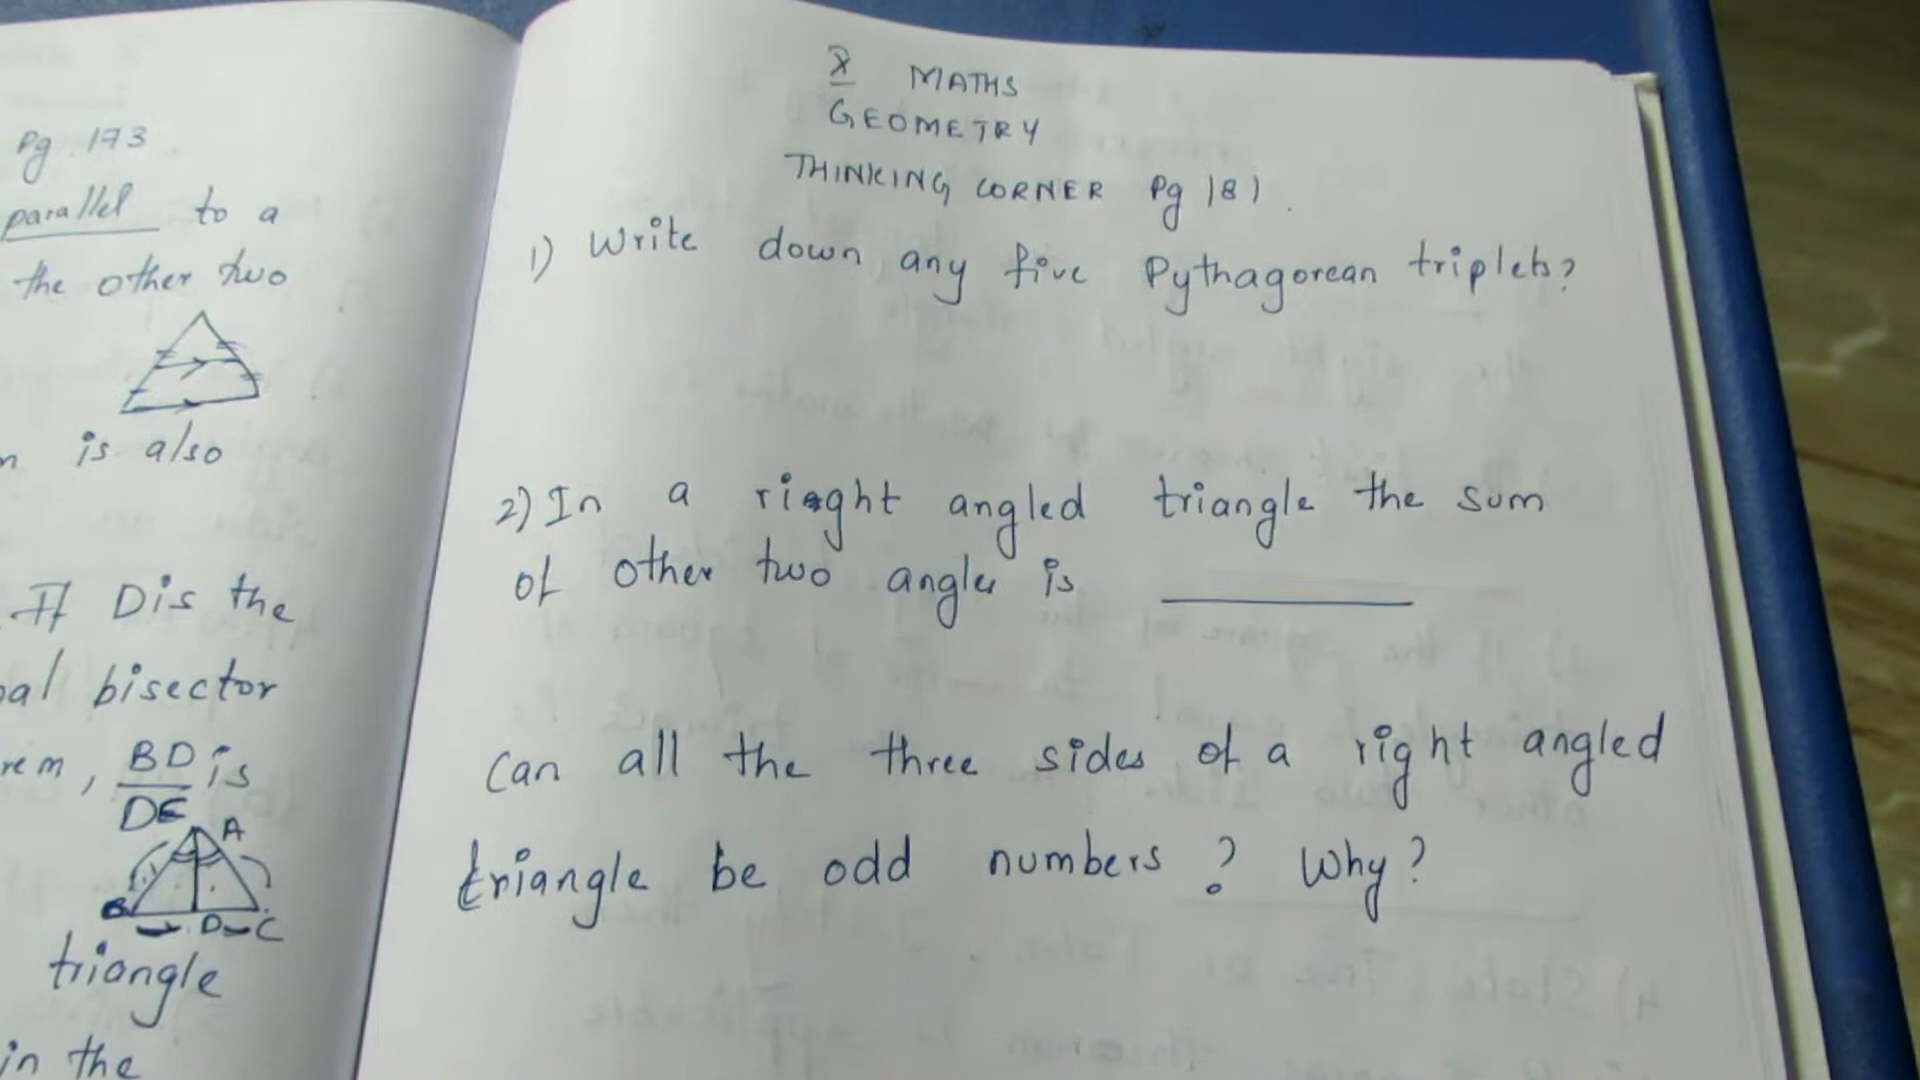 Pg. 173
parallel to a
the other two
is also
If D is the
bisector
BD is
DE
A
B D C
triangle
in the
X MATHS
GEOMETRY
THINKING CORNER Pg 181.
1) Write down any five Pythagorean triplets?
2) In a right angled triangle the sum
of other two angles is ______
Can all the three sides of a right angled
triangle be odd numbers? Why?